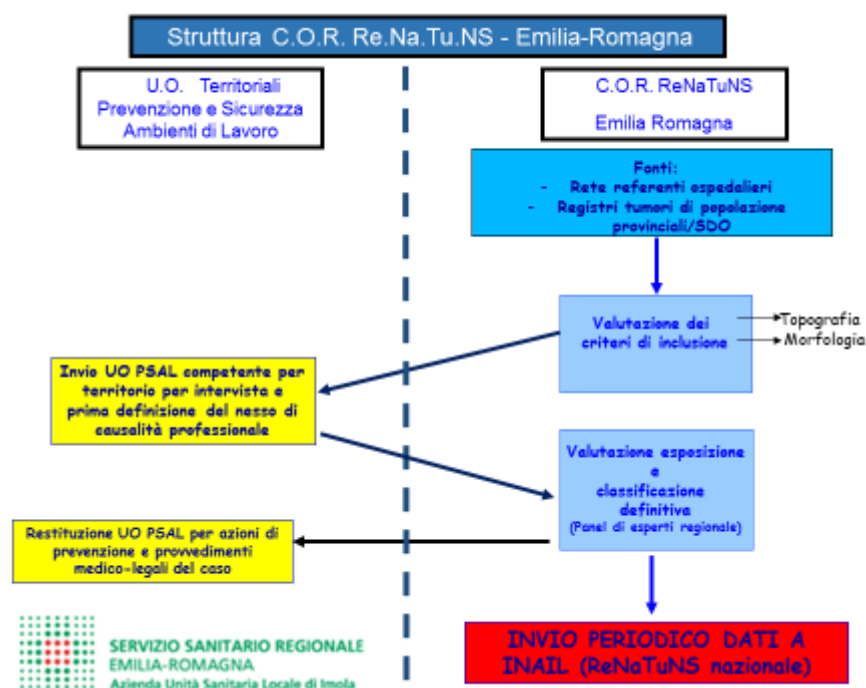 Struttura C.O.R. Re.Na.Tu.NS - Emilia-Romagna
U.O. Territoriali
Prevenzione e Sicurezza
Ambienti di Lavoro
C.O.R. ReNaTuNS
Emilia Romagna
Fonti:
- Rete referenti ospedalieri
- Registri tumori di popolazione
provinciali/SDO
Valutazione dei
criteri di inclusione
Topografia
Morfologia
Invio UO PSAL competente per
territorio per intervista e
prima definizione del nesso di
causalità professionale
Valutazione esposizione
e
classificazione
definitiva
(Panel di esperti regionale)
Restituzione UO PSAL per azioni di
prevenzione e provvedimenti
medico-legali del caso
INVIO PERIODICO DATI A
INAIL (ReNaTuNS nazionale)
SERVIZIO SANITARIO REGIONALE
EMILIA-ROMAGNA
Azienda Unità Sanitaria Locale di Imola